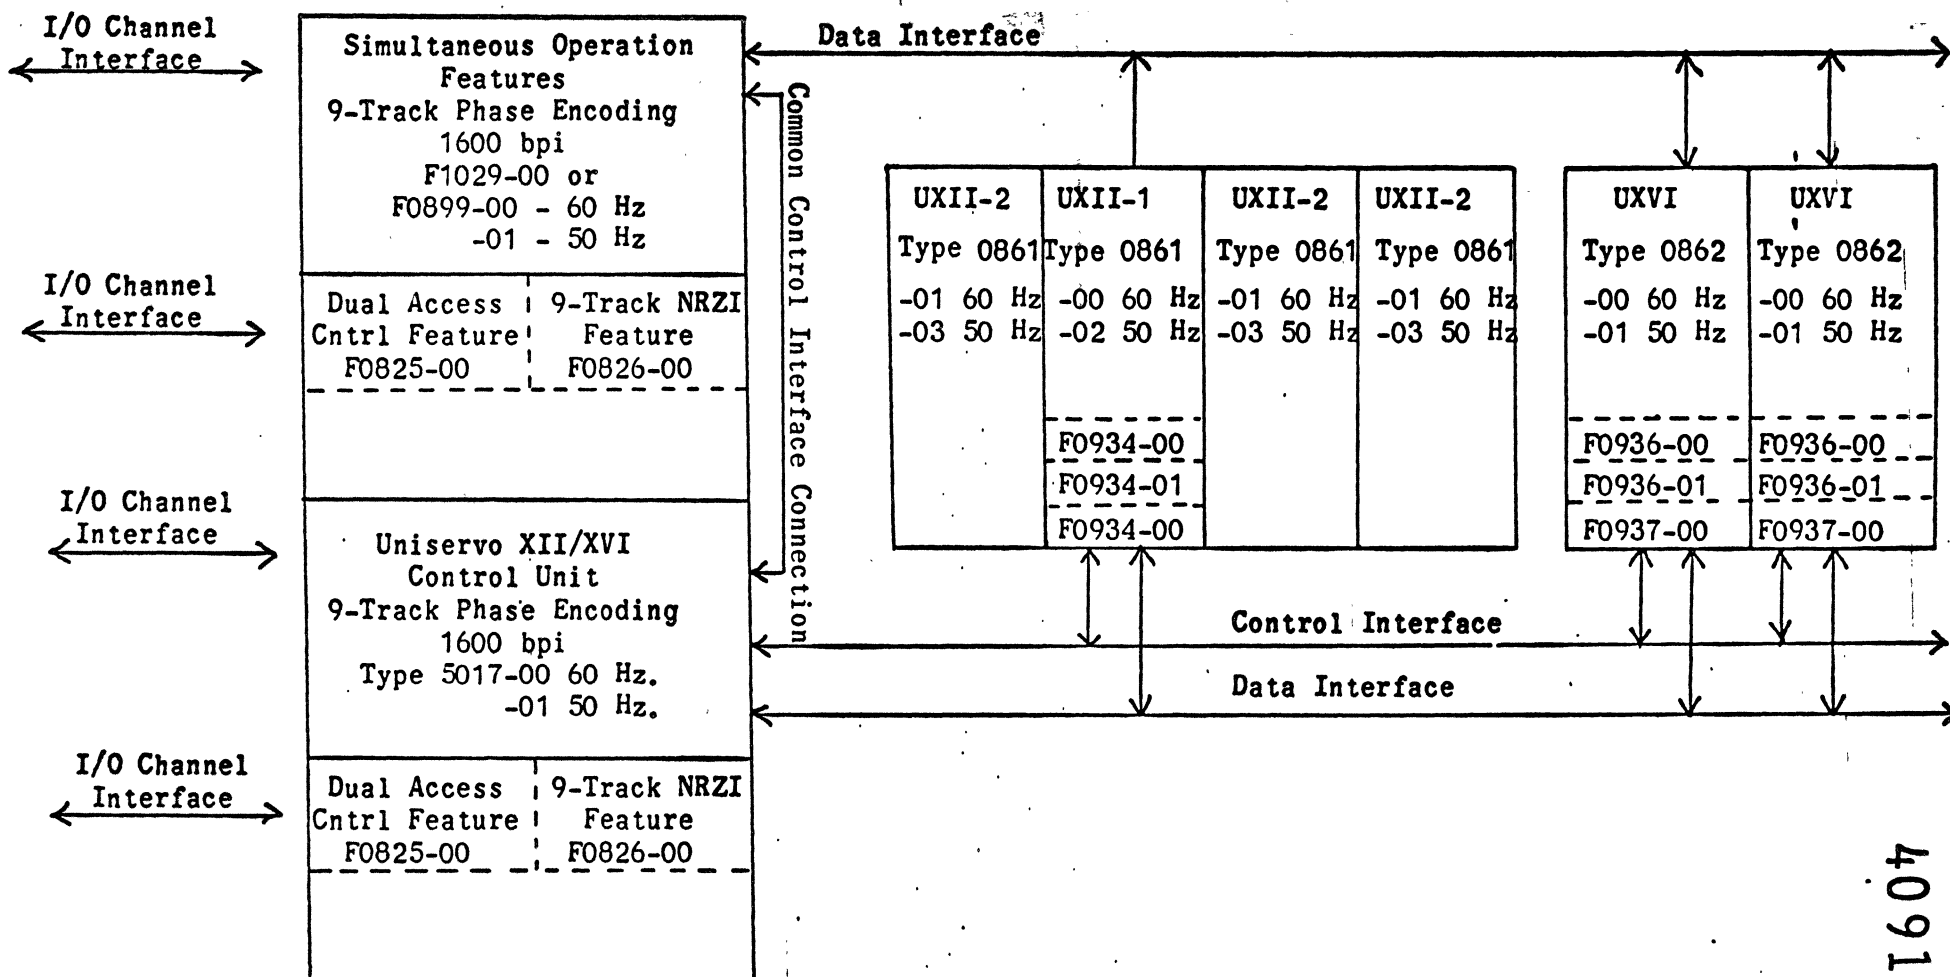 I/O Channel
Interface
Simultaneous Operation
Features
9-Track Phase Encoding
1600 bpi
F1029-00 or
F0899-00 - 60 Hz
-01 - 50 Hz
I/O Channel
Interface
Dual Access
Cntrl Feature
F0825-00
9-Track NRZI
Feature
F0826-00
I/O Channel
Interface
Uniservo XII/XVI
Control Unit
9-Track Phase Encoding
1600 bpi
Type 5017-00 60 Hz.
-01 50 Hz.
I/O Channel
Interface
Dual Access
Cntrl Feature
F0825-00
9-Track NRZI
Feature
F0826-00
Common Control Interface Connection
Data Interface
UXII-2
Type 0861
-01 60 Hz
-03 50 Hz
UXII-1
Type 0861
-00 60 Hz
-02 50 Hz
F0934-00
F0934-01
F0934-00
UXII-2
Type 0861
-01 60 Hz
-03 50 Hz
UXII-2
Type 0861
-01 60 Hz
-03 50 Hz
UXVI
Type 0862
-00 60 Hz
-01 50 Hz
F0936-00
F0936-01
F0937-00
UXVI
Type 0862
-00 60 Hz
-01 50 Hz
F0936-00
F0936-01
F0937-00
Control Interface
Data Interface
4091